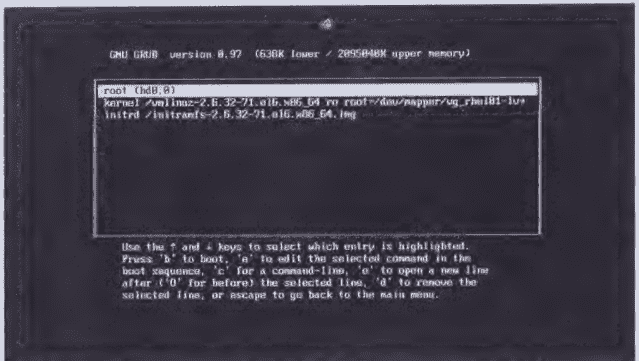 GNU GRUB version 0.97 (638K lower / 2095040K upper memory)
root (hd0,0)
kernel /vmlinuz-2.6.32-71.el6.x86_64 ro root=/dev/mapper/vg_rhel01-lv→
initrd /initramfs-2.6.32-71.el6.x86_64.img
Use the ↑ and ↓ keys to select which entry is highlighted.
Press 'b' to boot, 'e' to edit the selected command in the
boot sequence, 'c' for a command-line, 'o' to open a new line
after ('O' for before) the selected line, 'd' to remove the
selected line, or escape to go back to the main menu.